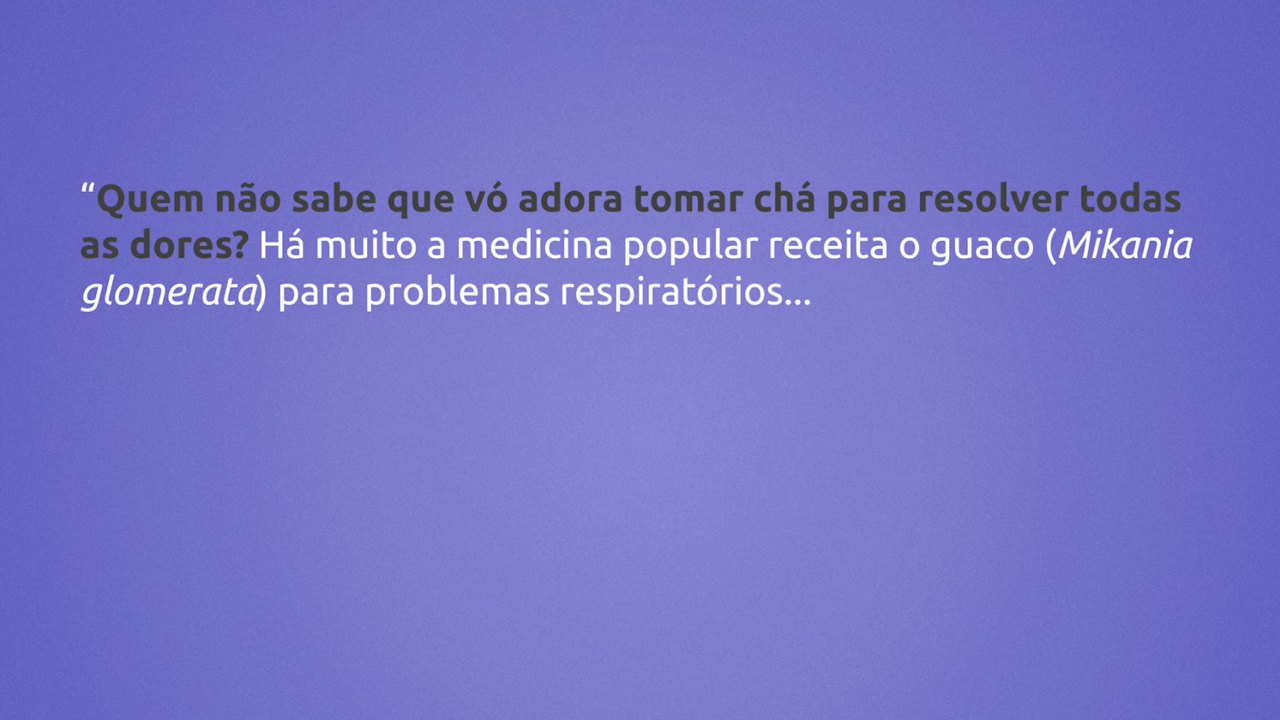 “Quem não sabe que vó adora tomar chá para resolver todas
as dores? Há muito a medicina popular receita o guaco (Mikania
glomerata) para problemas respiratórios...